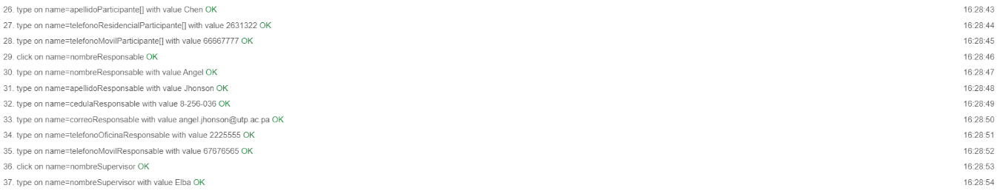 26. type on name=apellidoParticipante[] with value Chen OK 16:28:43
27. type on name=telefonoResidencialParticipante[] with value 2631322 OK 16:28:44
28. type on name=telefonoMovilParticipante[] with value 66667777 OK 16:28:45
29. click on name=nombreResponsable OK 16:28:46
30. type on name=nombreResponsable with value Angel OK 16:28:47
31. type on name=apellidoResponsable with value Jhonson OK 16:28:48
32. type on name=cedulaResponsable with value 8-256-036 OK 16:28:49
33. type on name=correoResponsable with value angel.jhonson@utp.ac.pa OK 16:28:50
34. type on name=telefonoOficinaResponsable with value 2225555 OK 16:28:51
35. type on name=telefonoMovilResponsable with value 67676565 OK 16:28:52
36. click on name=nombreSupervisor OK 16:28:53
37. type on name=nombreSupervisor with value Elba OK 16:28:54